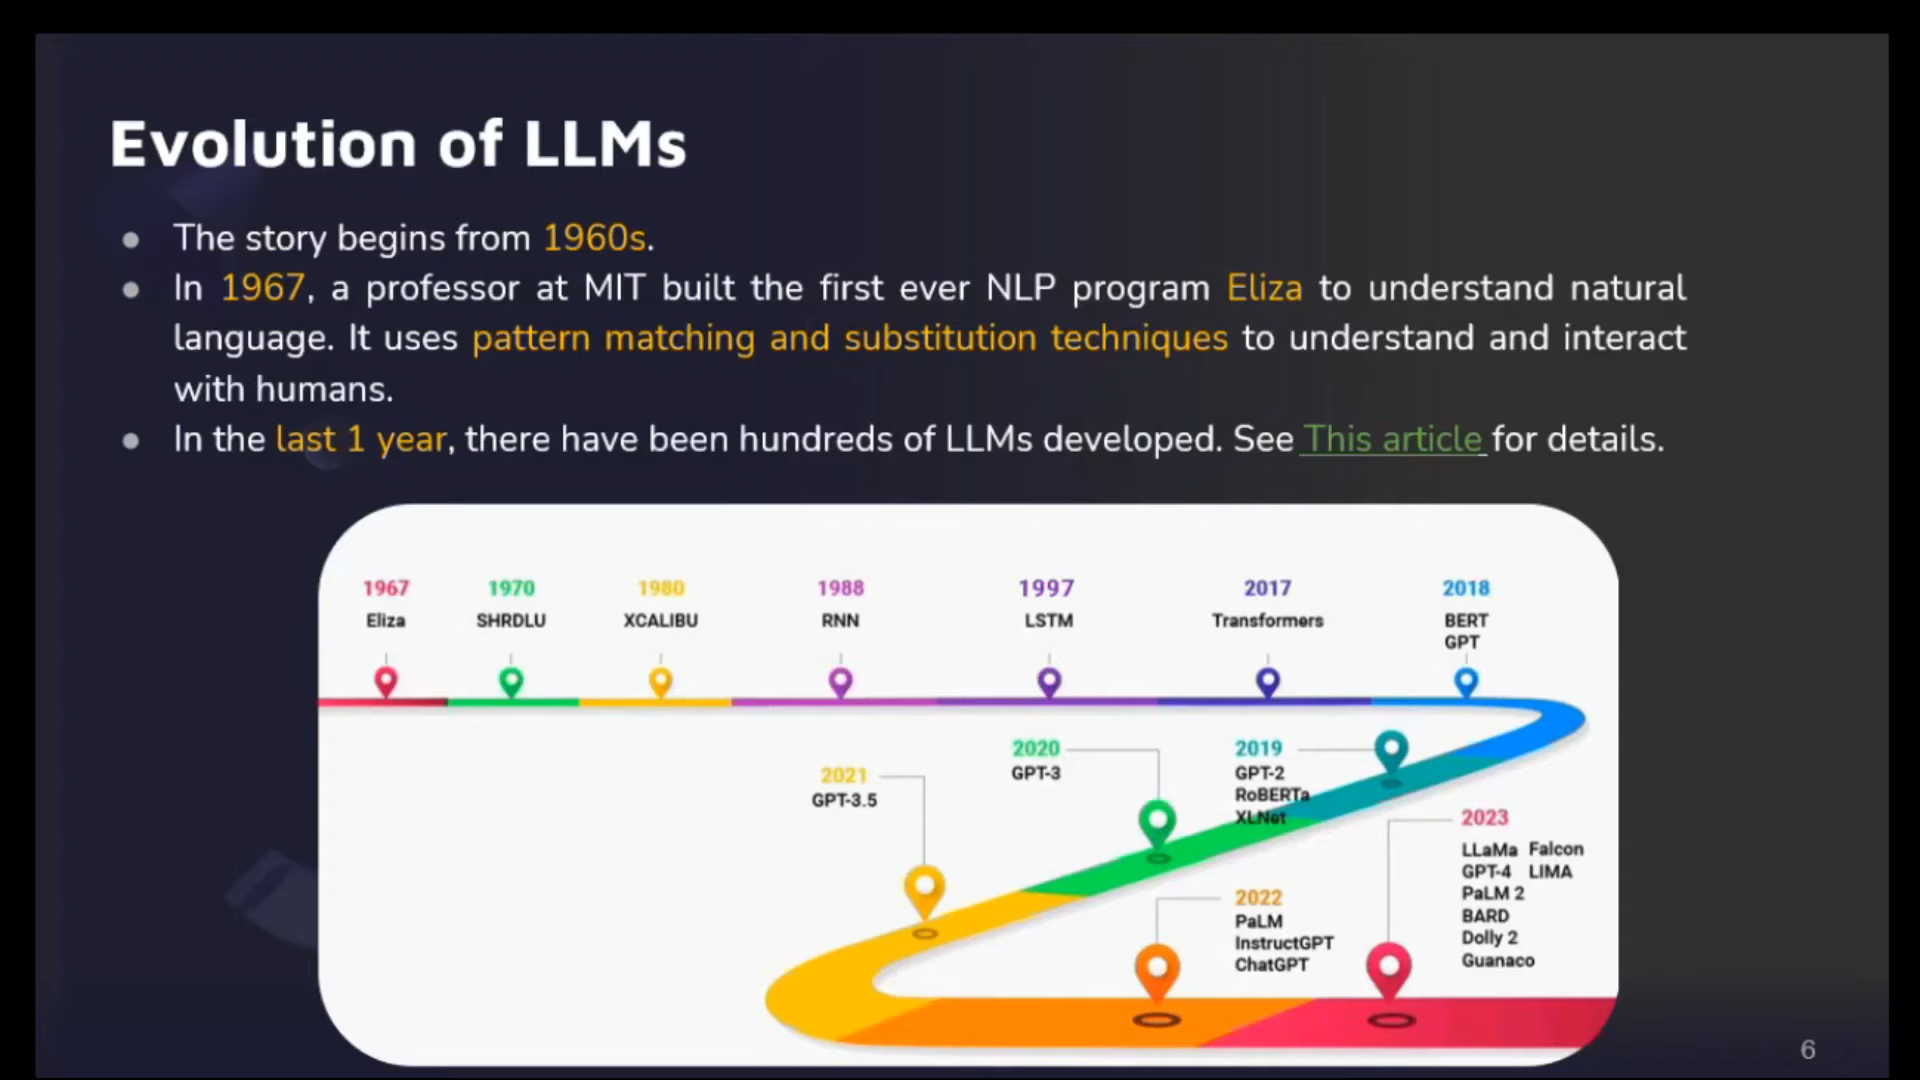 Evolution of LLMs
● The story begins from 1960s.
● In 1967, a professor at MIT built the first ever NLP program Eliza to understand natural
language. It uses pattern matching and substitution techniques to understand and interact
with humans.
● In the last 1 year, there have been hundreds of LLMs developed. See This article for details.
1967
Eliza
1970
SHRDLU
1980
XCALIBU
1988
RNN
1997
LSTM
2017
Transformers
2018
BERT
GPT
2019
GPT-2
RoBERTa
XLNet
2020
GPT-3
2021
GPT-3.5
2022
PaLM
InstructGPT
ChatGPT
2023
LLaMa Falcon
GPT-4 LIMA
PaLM 2
BARD
Dolly 2
Guanaco
6